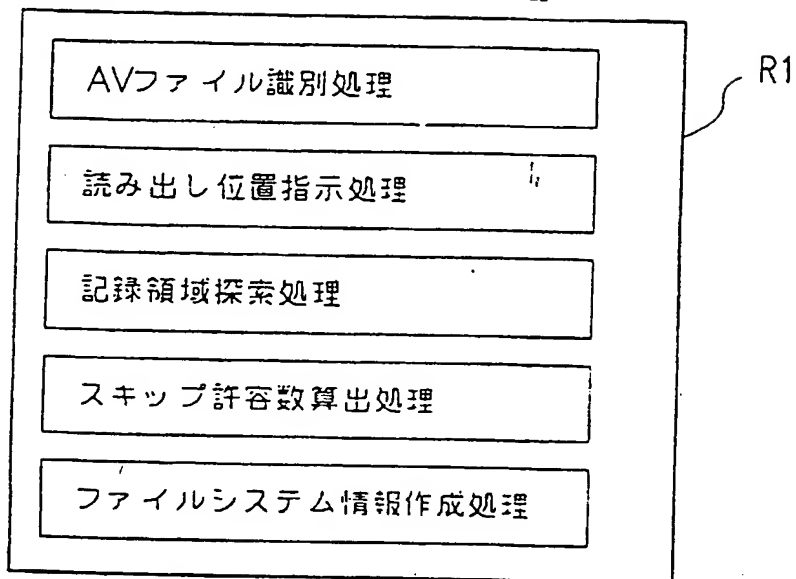 R1
AVファイル識別処理
読み出し位置指示処理
記録領域探索処理
スキップ許容数算出処理
ファイルシステム情報作成処理